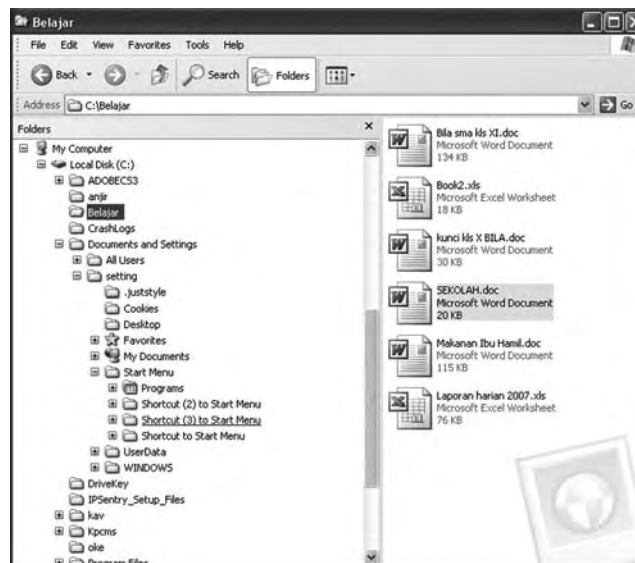 Belajar
File Edit View Favorites Tools Help
Back Search Folders
Address C:\Belajar Go
Folders
My Computer
Local Disk (C:)
ADOBECS3
anjir
Belajar
CrashLogs
Documents and Settings
All Users
setting
.juststyle
Cookies
Desktop
Favorites
My Documents
Start Menu
Programs
Shortcut (2) to Start Menu
Shortcut (3) to Start Menu
Shortcut to Start Menu
UserData
WINDOWS
DriveKey
IPSentry_Setup_Files
kav
Kpcms
oke
Program Files
Bila sma kls XI.doc
Microsoft Word Document
134 KB
Book2.xls
Microsoft Excel Worksheet
18 KB
kunci kls X BILA.doc
Microsoft Word Document
30 KB
SEKOLAH.doc
Microsoft Word Document
20 KB
Makanan Ibu Hamil.doc
Microsoft Word Document
115 KB
Laporan harian 2007.xls
Microsoft Excel Worksheet
76 KB